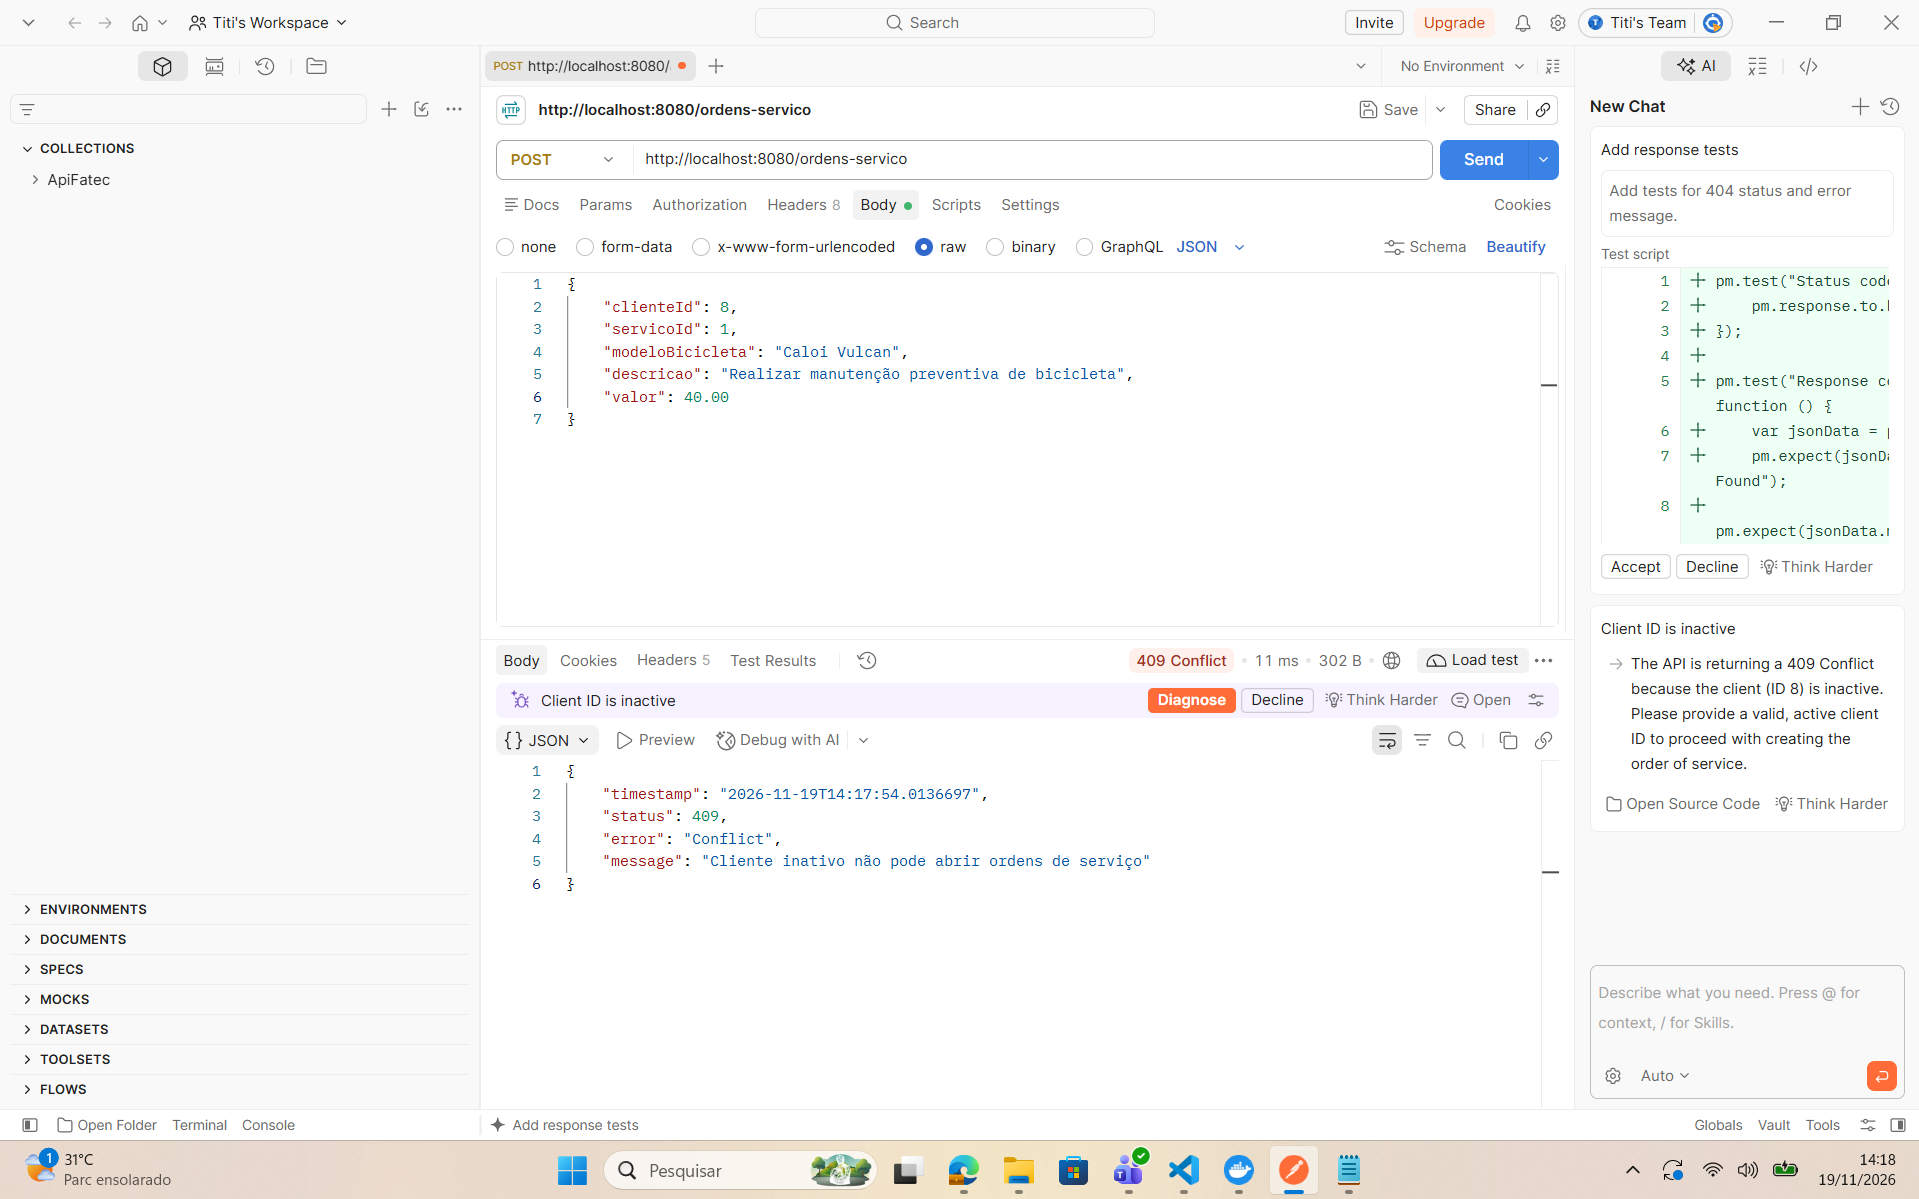 Titi's Workspace
Search
Invite
Upgrade
Titi's Team
COLLECTIONS
ApiFatec
POST http://localhost:8080/
No Environment
HTTP
http://localhost:8080/ordens-servico
Save
Share
POST
http://localhost:8080/ordens-servico
Send
Docs
Params
Authorization
Headers 8
Body
Scripts
Settings
Cookies
none
form-data
x-www-form-urlencoded
raw
binary
GraphQL
JSON
Schema
Beautify
1 {
2 "clienteId": 8,
3 "servicoId": 1,
4 "modeloBicicleta": "Caloi Vulcan",
5 "descricao": "Realizar manutenção preventiva de bicicleta",
6 "valor": 40.00
7 }
Body
Cookies
Headers 5
Test Results
409 Conflict
11 ms
302 B
Load test
Client ID is inactive
Diagnose
Decline
Think Harder
Open
{} JSON
Preview
Debug with AI
1 {
2 "timestamp": "2026-11-19T14:17:54.0136697",
3 "status": 409,
4 "error": "Conflict",
5 "message": "Cliente inativo não pode abrir ordens de serviço"
6 }
AI
New Chat
Add response tests
Add tests for 404 status and error
message.
Test script
1 + pm.test("Status code
2 + pm.response.to.
3 + });
4 +
5 + pm.test("Response
function () {
6 + var jsonData =
7 + pm.expect(
Found");
8 +
pm.expect(jsonData.
Accept
Decline
Think Harder
Client ID is inactive
The API is returning a 409 Conflict
because the client (ID 8) is inactive.
Please provide a valid, active client
ID to proceed with creating the
order of service.
Open Source Code
Think Harder
Describe what you need. Press @ for
context, / for Skills.
Auto
ENVIRONMENTS
DOCUMENTS
SPECS
MOCKS
DATASETS
TOOLSETS
FLOWS
Open Folder
Terminal
Console
Add response tests
Globals
Vault
Tools
1
31°C
Parc ensolarado
Pesquisar
14:18
19/11/2026